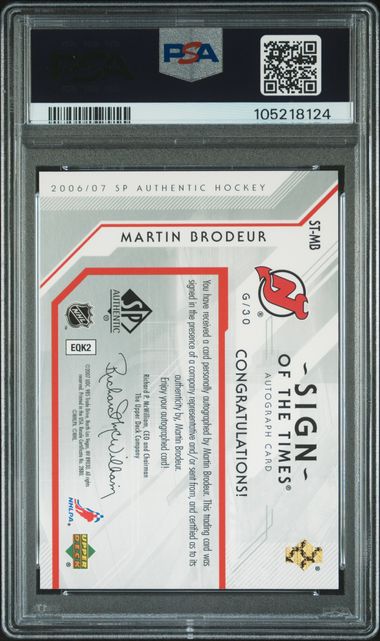 PSA
105218124
2006/07 SP AUTHENTIC HOCKEY
ST-MB
MARTIN BRODEUR
G/30
~ SIGN ~
OF THE TIMES®
AUTOGRAPH CARD
CONGRATULATIONS!
You have received a card personally autographed by Martin Brodeur. This trading card was
signed in the presence of a company representative and/or sent from, and certified as to its
authenticity by, Martin Brodeur.
Enjoy your autographed card!
Richard P. McWilliam, CEO and Chairman
The Upper Deck Company
Richard McWilliam
SP
AUTHENTIC
NHL
EQK2
NHLPA
UPPER
DECK